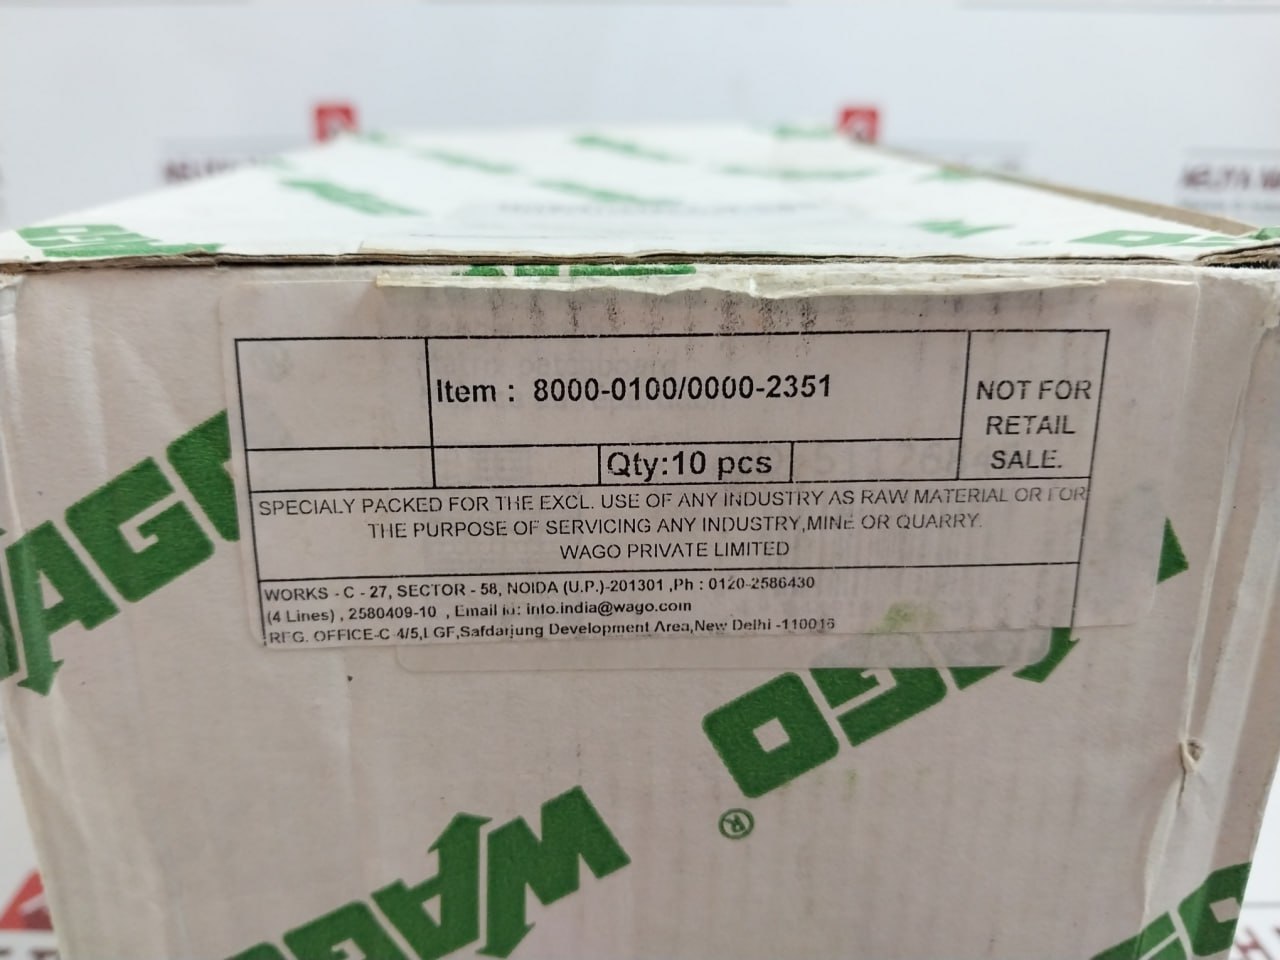 Item : 8000-0100/0000-2351
NOT FOR
RETAIL
SALE.
Qty:10 pcs
SPECIALY PACKED FOR THE EXCL. USE OF ANY INDUSTRY AS RAW MATERIAL OR FOR
THE PURPOSE OF SERVICING ANY INDUSTRY,MINE OR QUARRY.
WAGO PRIVATE LIMITED
WORKS - C - 27, SECTOR - 58, NOIDA (U.P.)-201301 ,Ph : 0120-2586430
(4 Lines) , 2580409-10 , Email id: info.india@wago.com
REG. OFFICE-C 4/5,LGF,Safdarjung Development Area,New Delhi -110016
WAGO
WAGO
WAGO ®